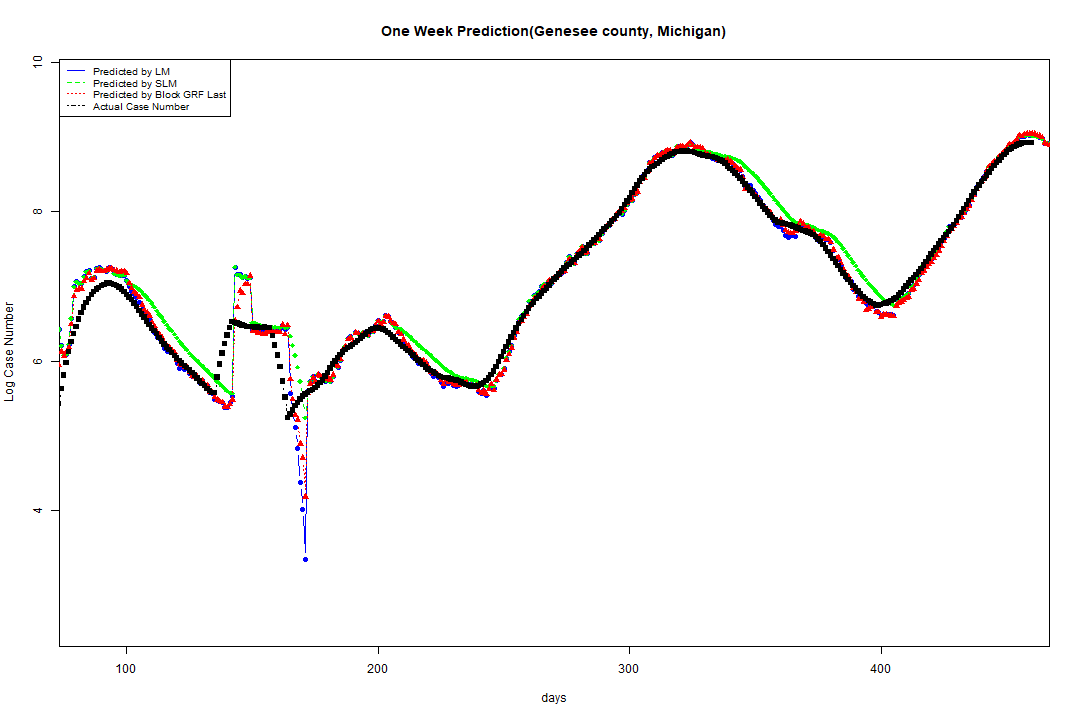 One Week Prediction(Genesee county, Michigan)
10
Predicted by LM
Predicted by SLM
Predicted by Block GRF Last
Actual Case Number
8
6
4
Log Case Number
100 200 300 400
days